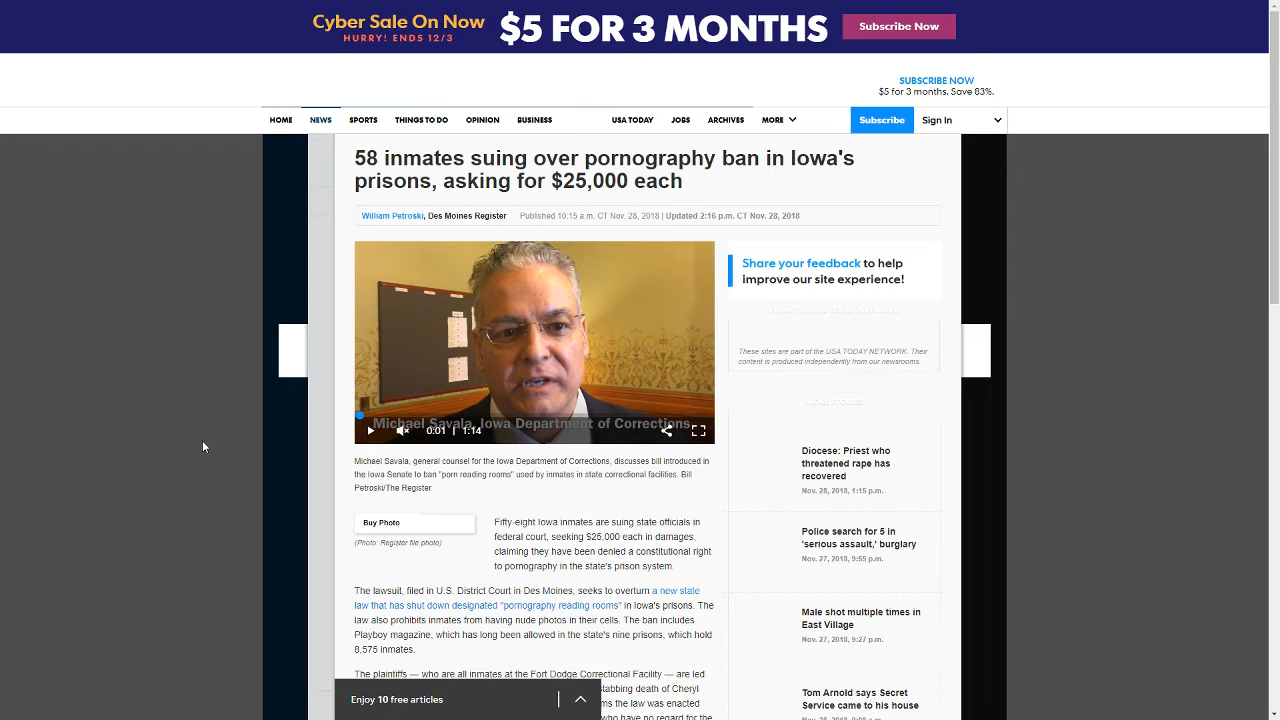 Cyber Sale On Now
HURRY! ENDS 12/3
$5 FOR 3 MONTHS
Subscribe Now
SUBSCRIBE NOW
$5 for 3 months. Save 83%.
HOME
NEWS
SPORTS
THINGS TO DO
OPINION
BUSINESS
USA TODAY
JOBS
ARCHIVES
MORE
Subscribe
Sign In
58 inmates suing over pornography ban in Iowa's
prisons, asking for $25,000 each
William Petroski, Des Moines Register
Published 10:15 a.m. CT Nov. 28, 2018 | Updated 2:16 p.m. CT Nov. 28, 2018
Michael Savala, Iowa Department of Corrections
0:01 | 1:14
Michael Savala, general counsel for the Iowa Department of Corrections, discusses bill introduced in
the Iowa Senate to ban "porn reading rooms" used by inmates in state correctional facilities. Bill
Petroski/The Register
Buy Photo
(Photo: Register file photo)
Fifty-eight Iowa inmates are suing state officials in
federal court, seeking $25,000 each in damages,
claiming they have been denied a constitutional right
to pornography in the state's prison system.
The lawsuit, filed in U.S. District Court in Des Moines, seeks to overturn a new state
law that has shut down designated "pornography reading rooms" in Iowa's prisons. The
law also prohibits inmates from having nude photos in their cells. The ban includes
Playboy magazine, which has long been allowed in the state's nine prisons, which hold
8,575 inmates.
The plaintiffs — who are all inmates at the Fort Dodge Correctional Facility — are led
stabbing death of Cheryl
ms the law was enacted
who have no regard for the
Enjoy 10 free articles
Share your feedback to help
improve our site experience!
FROM THE USA TODAY NETWORK
These sites are part of the USA TODAY NETWORK. Their
content is produced independently from our newsrooms.
MORE STORIES
Diocese: Priest who
threatened rape has
recovered
Nov. 28, 2018, 1:15 p.m.
Police search for 5 in
'serious assault,' burglary
Nov. 27, 2018, 9:55 p.m.
Male shot multiple times in
East Village
Nov. 27, 2018, 9:27 p.m.
Tom Arnold says Secret
Service came to his house